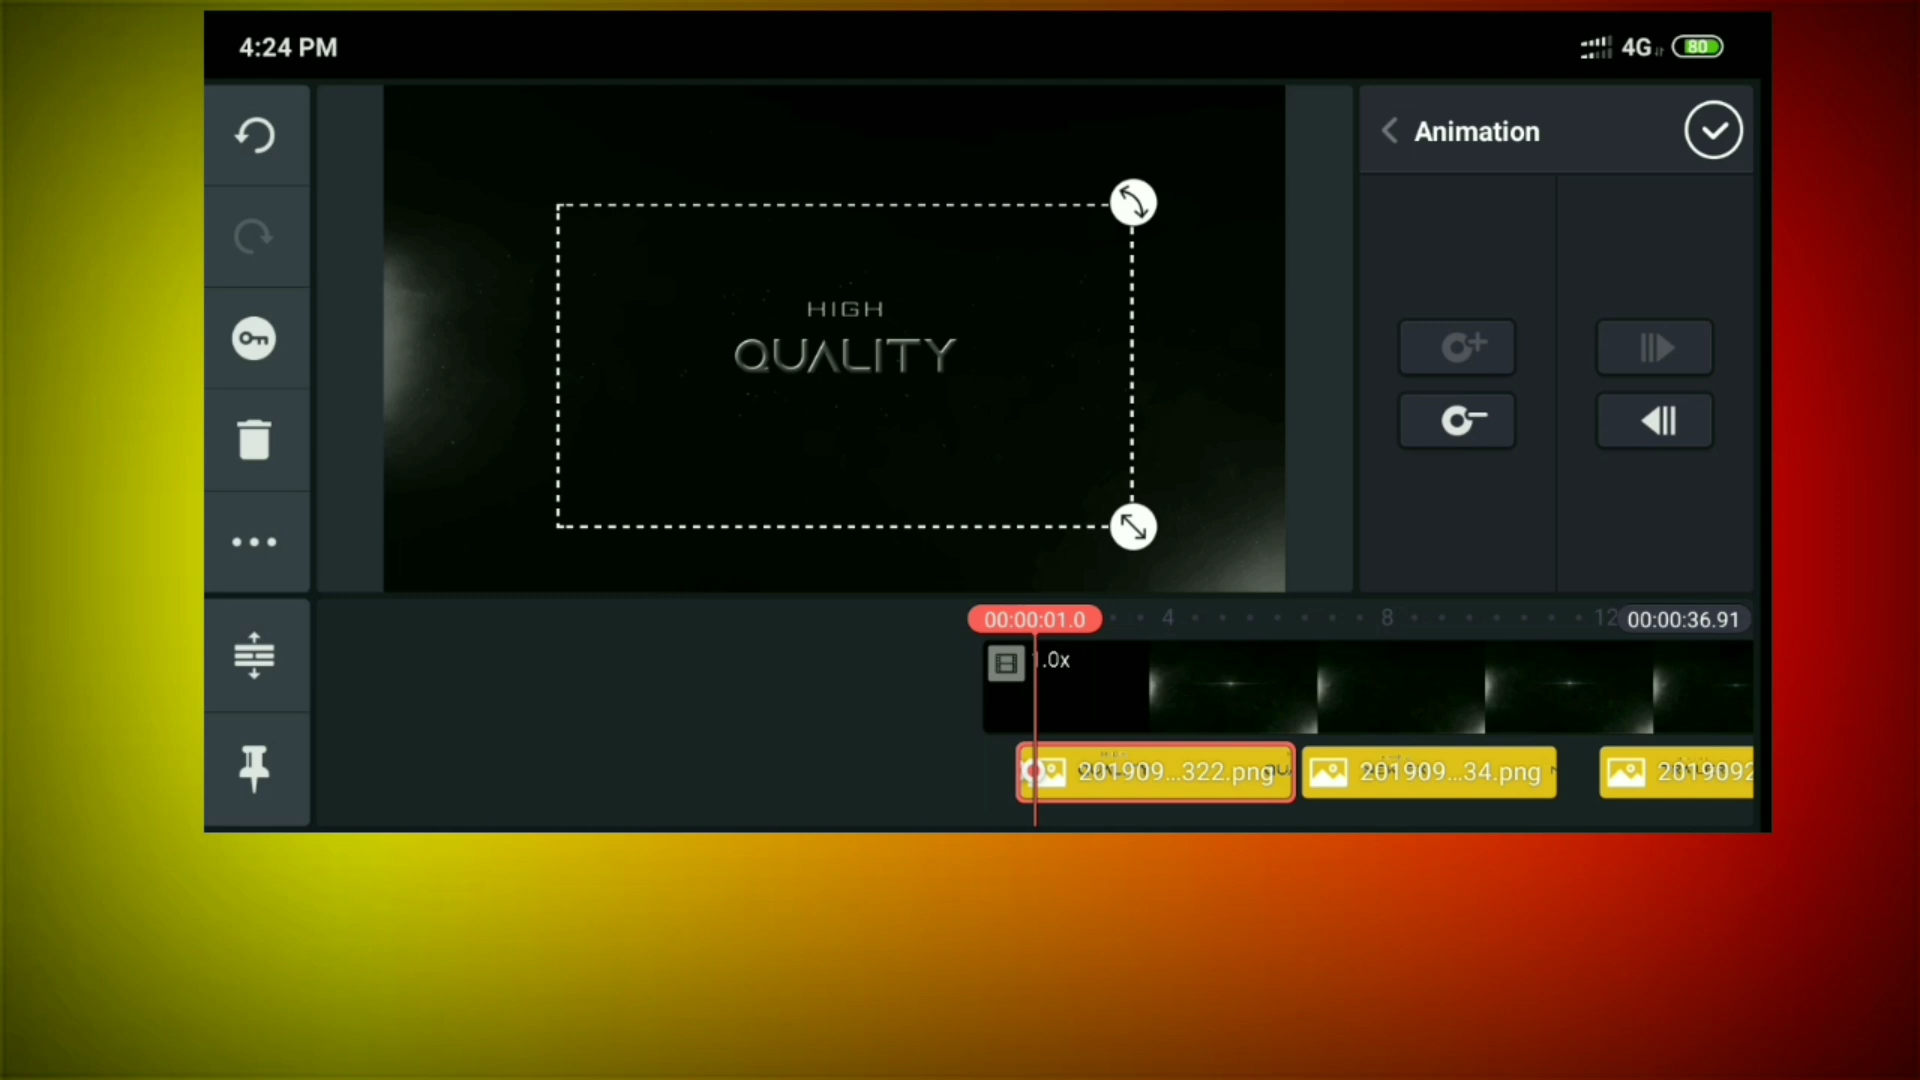 4:24 PM
4G
80
Animation
HIGH
QUALITY
00:00:01.0
4
8
12
00:00:36.91
1.0x
201909...322.png
201909...34.png
2019092